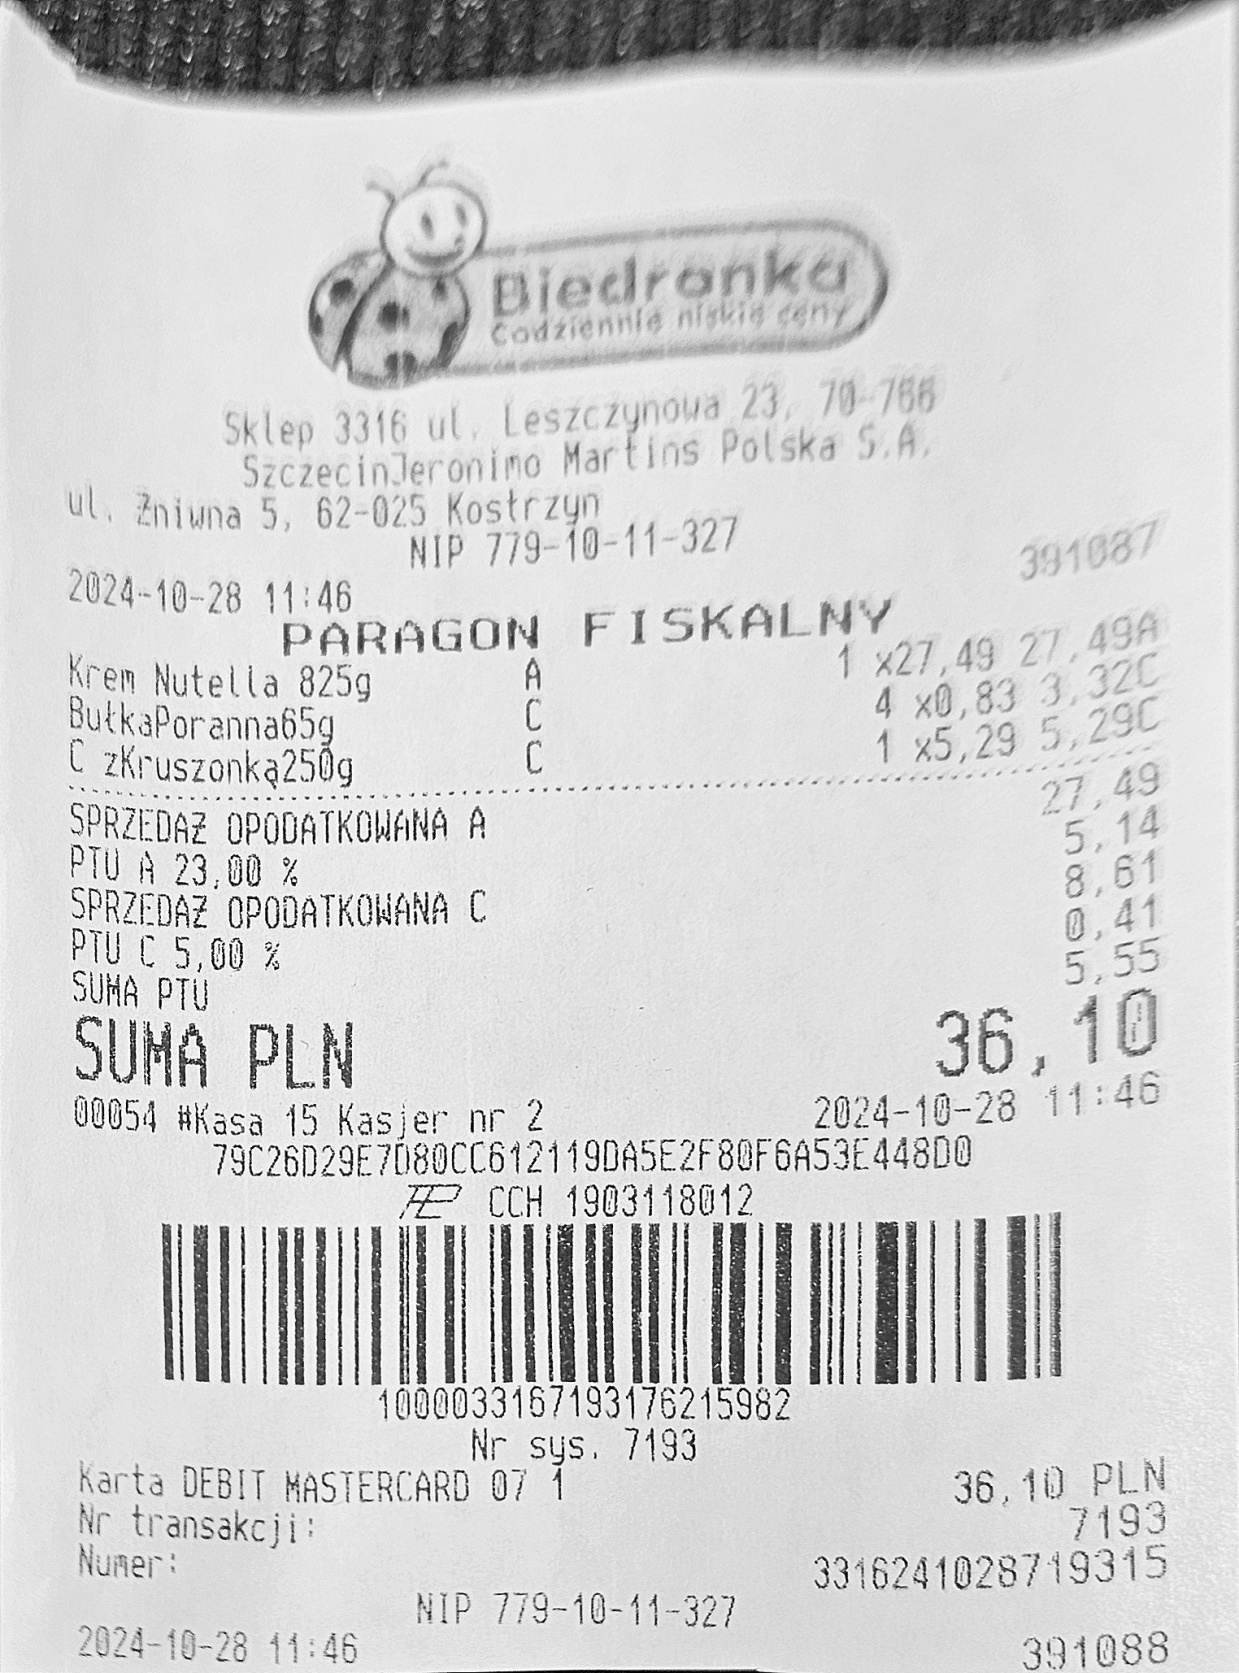 Biedronka
Codziennie niskie ceny
Sklep 3316 ul. Leszczynowa 23, 70-766
SzczecinJeronimo Martins Polska S.A.
ul. Żniwna 5, 62-025 Kostrzyn
NIP 779-10-11-327
2024-10-28 11:46 391087
PARAGON FISKALNY
Krem Nutella 825g A 1 x27,49 27,49A
BułkaPoranna65g C 4 x0,83 3,32C
C zKruszonką250g C 1 x5,29 5,29C
SPRZEDAŻ OPODATKOWANA A 27,49
PTU A 23,00 % 5,14
SPRZEDAŻ OPODATKOWANA C 8,61
PTU C 5,00 % 0,41
SUMA PTU 5,55
SUMA PLN 36,10
00054 #Kasa 15 Kasjer nr 2 2024-10-28 11:46
79C26D29E7D80CC612119DA5E2F80F6A53E448D0
CCH 1903118012
1000033167193176215982
Nr sys. 7193
Karta DEBIT MASTERCARD 07 1 36,10 PLN
Nr transakcji: 7193
Numer: 3316241028719315
NIP 779-10-11-327
2024-10-28 11:46 391088